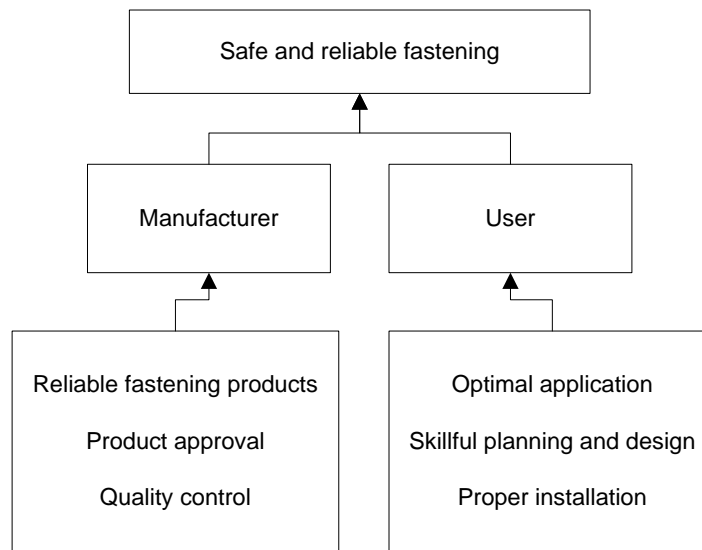 Safe and reliable fastening
Manufacturer
User
Reliable fastening products
Product approval
Quality control
Optimal application
Skillful planning and design
Proper installation